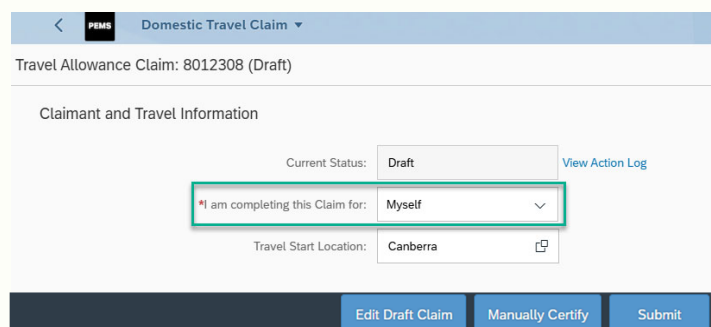 PEMS Domestic Travel Claim
Travel Allowance Claim: 8012308 (Draft)
Claimant and Travel Information
Current Status: Draft View Action Log
*I am completing this Claim for: Myself
Travel Start Location: Canberra
Edit Draft Claim Manually Certify Submit